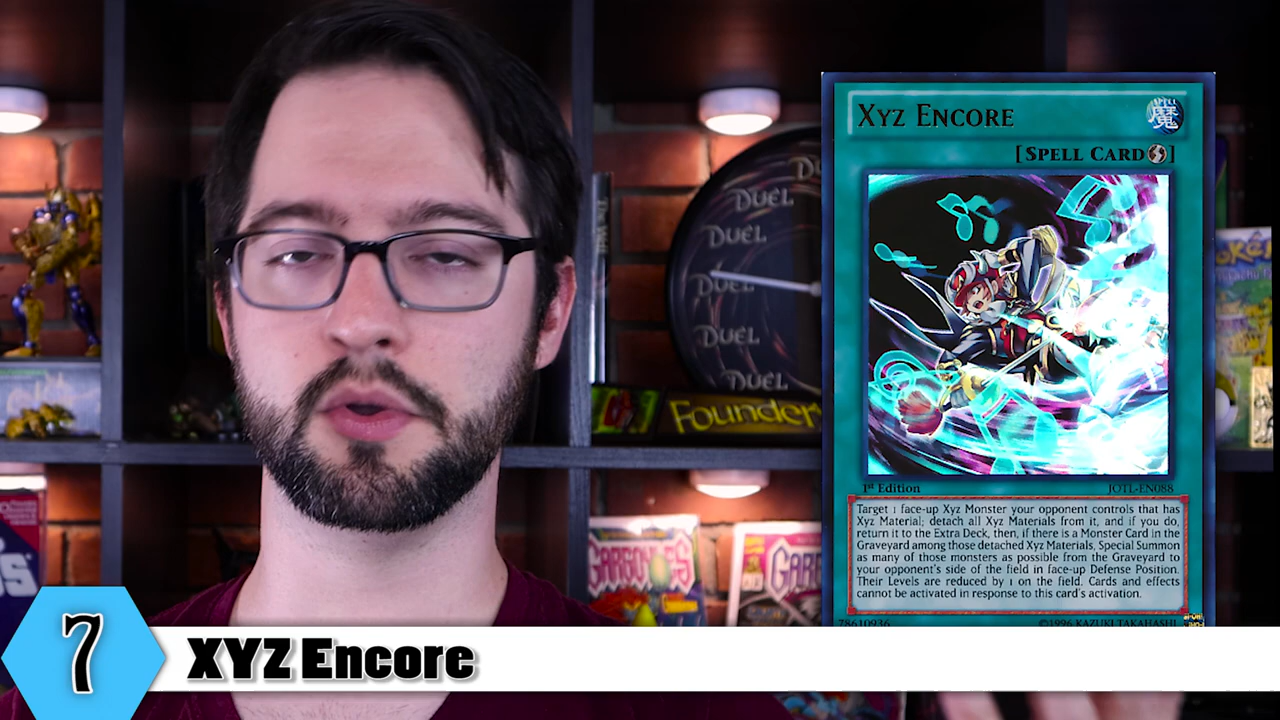 XYZ ENCORE
[SPELL CARD]
1st Edition
JOTL-EN088
Target 1 face-up Xyz Monster your opponent controls that has
Xyz Material; detach all Xyz Materials from it, and if you do,
return it to the Extra Deck, then, if there is a Monster Card in the
Graveyard among those detached Xyz Materials, Special Summon
as many of those monsters as possible from the Graveyard to
your opponent's side of the field in face-up Defense Position.
Their Levels are reduced by 1 on the field. Cards and effects
cannot be activated in response to this card's activation.
78610936
©1996 KAZUKI TAKAHASHI
DUEL
DUEL
DUEL
DUEL
DUEL
Founder
GARGOYLES
7
XYZ Encore